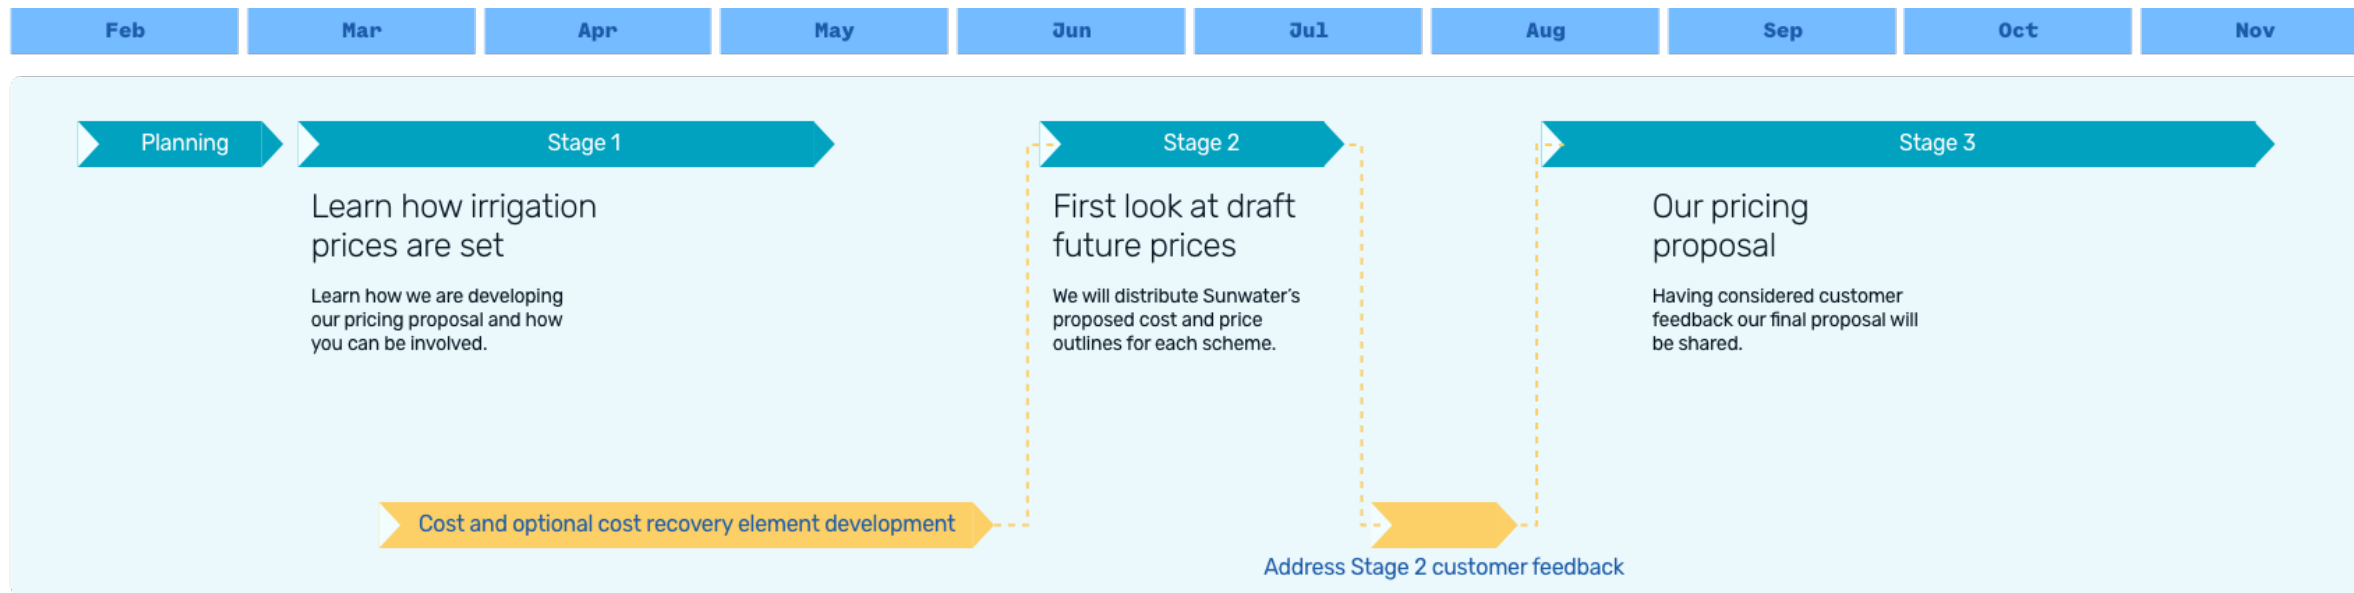 Feb Mar Apr May Jun Jul Aug Sep Oct Nov
Planning Stage 1 Stage 2 Stage 3
Learn how irrigation
prices are set
Learn how we are developing
our pricing proposal and how
you can be involved.
First look at draft
future prices
We will distribute Sunwater’s
proposed cost and price
outlines for each scheme.
Our pricing
proposal
Having considered customer
feedback our final proposal will
be shared.
Cost and optional cost recovery element development
Address Stage 2 customer feedback